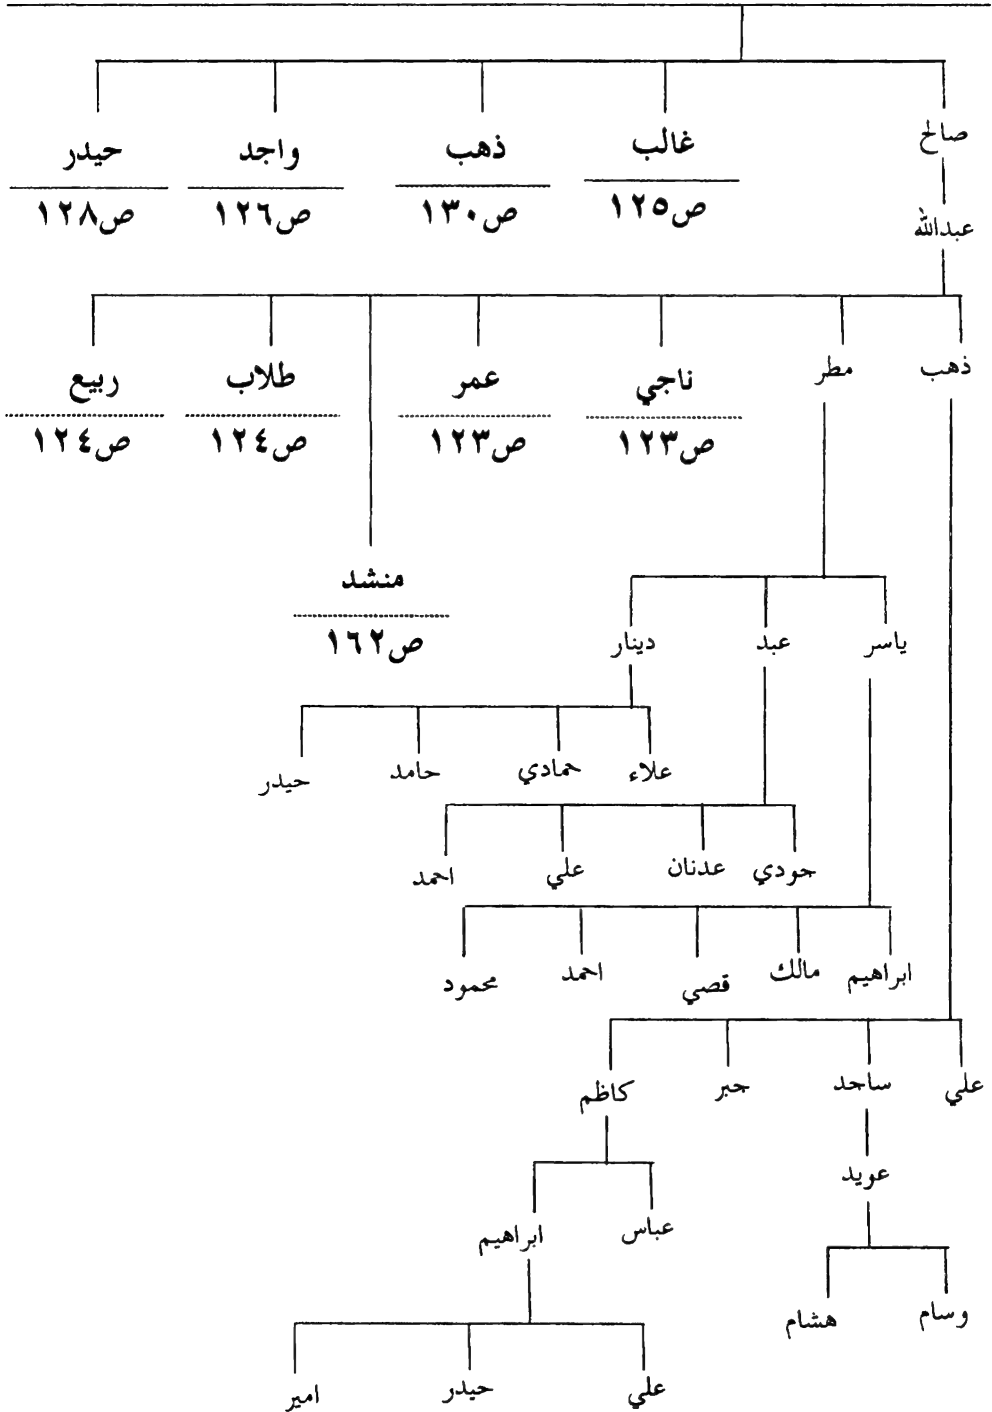 صالح غالب ذهب واجد حيدر
ص١٢٥ ص١٣٠ ص١٢٦ ص١٢٨
عبدالله
ذهب مطر ناجي عمر طلاب ربيع
ص١٢٣ ص١٢٣ ص١٢٤ ص١٢٤
منشد
ص١٦٢
ياسر عبد دينار
علاء حمادي حامد حيدر
جودي عدنان علي احمد
ابراهيم مالك قصي احمد محمود
علي ساجد جبر كاظم
عويد
عباس ابراهيم
وسام هشام
علي حيدر امير